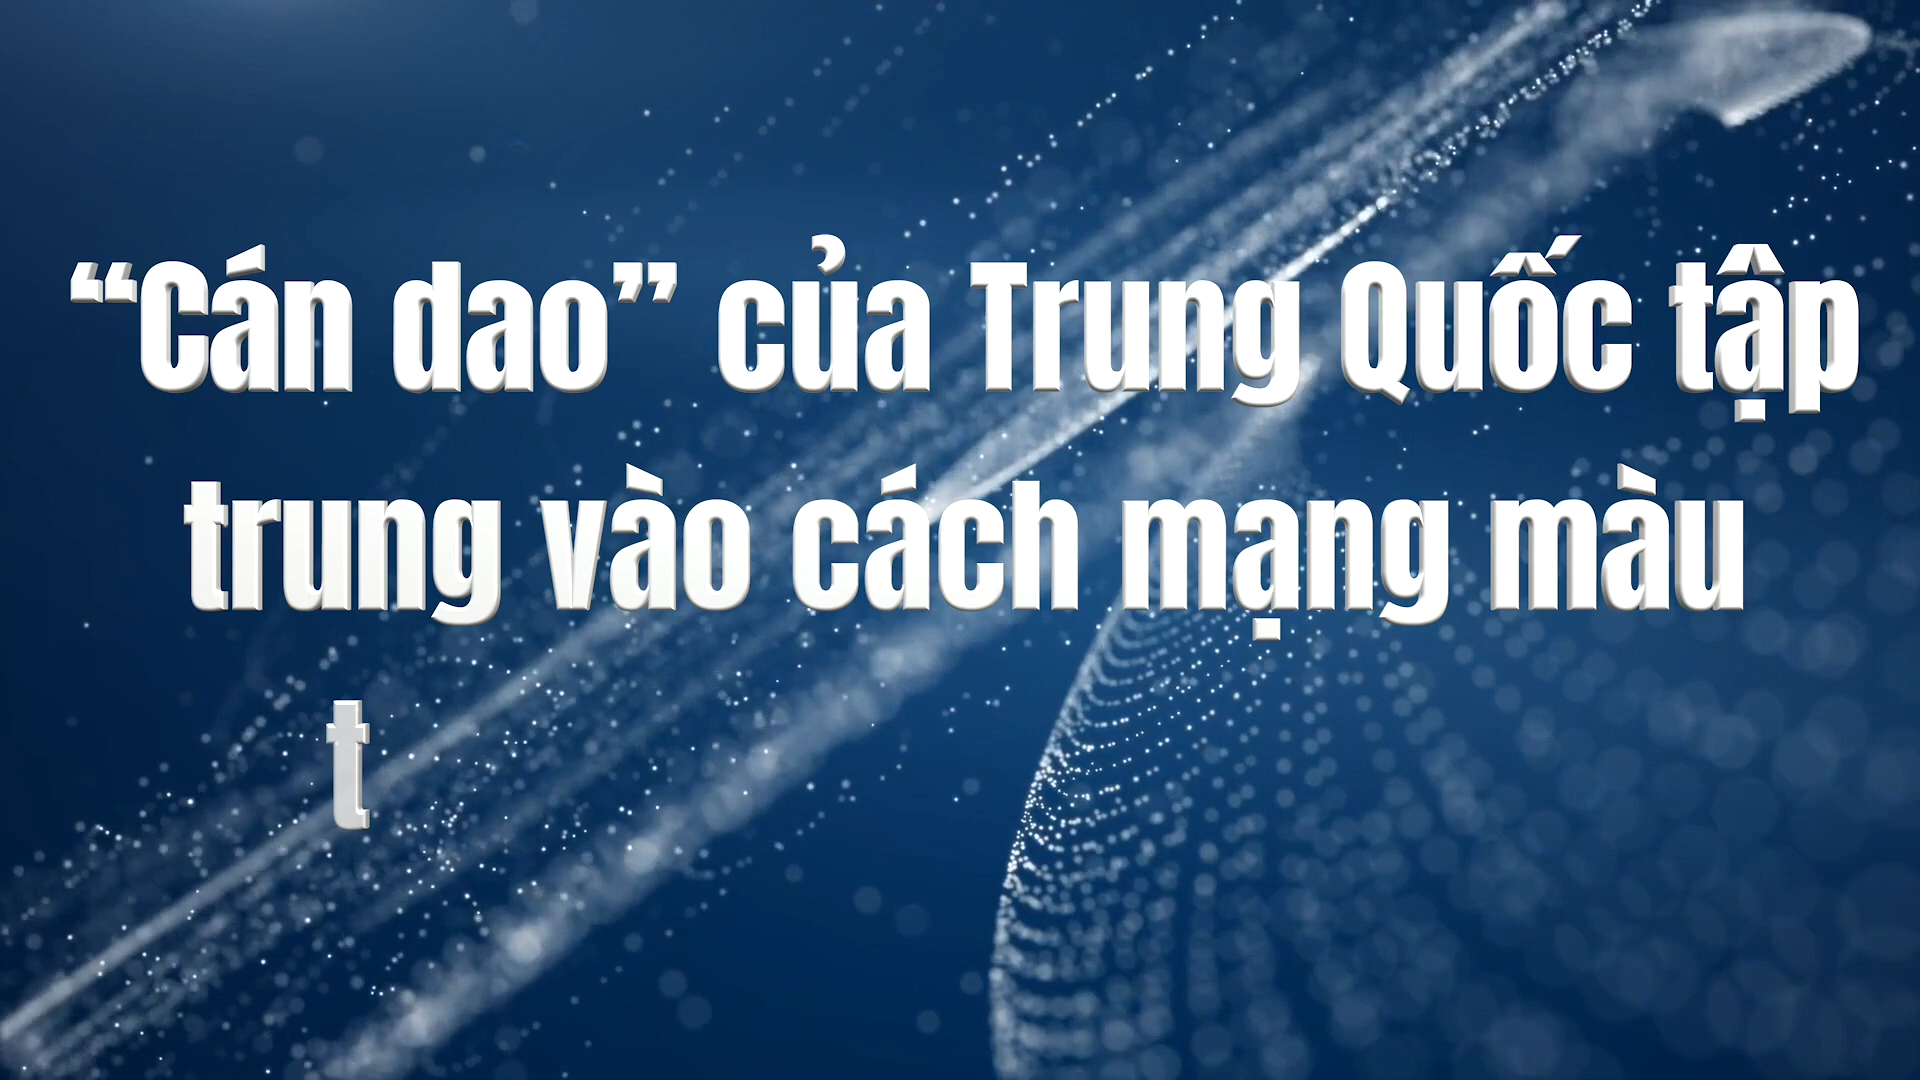 “Cán dao” của Trung Quốc tập
trung vào cách mạng màu
t